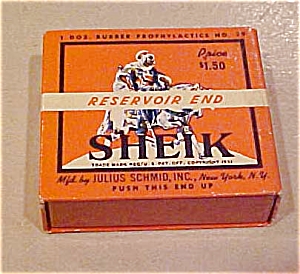 1 DOZ. RUBBER PROPHYLACTICS NO. 29
Price
$1.50
RESERVOIR END
SHEIK
TRADE MARK REG'D U.S. PAT. OFF. COPYRIGHT 1931
Mfd. by JULIUS SCHMID, INC., New York, N.Y.
PUSH THIS END UP